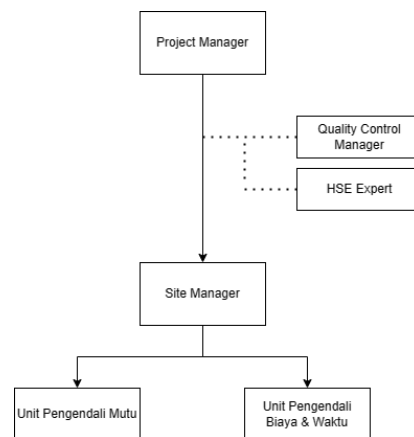 Project Manager
Quality Control
Manager
HSE Expert
Site Manager
Unit Pengendali Mutu
Unit Pengendali
Biaya & Waktu